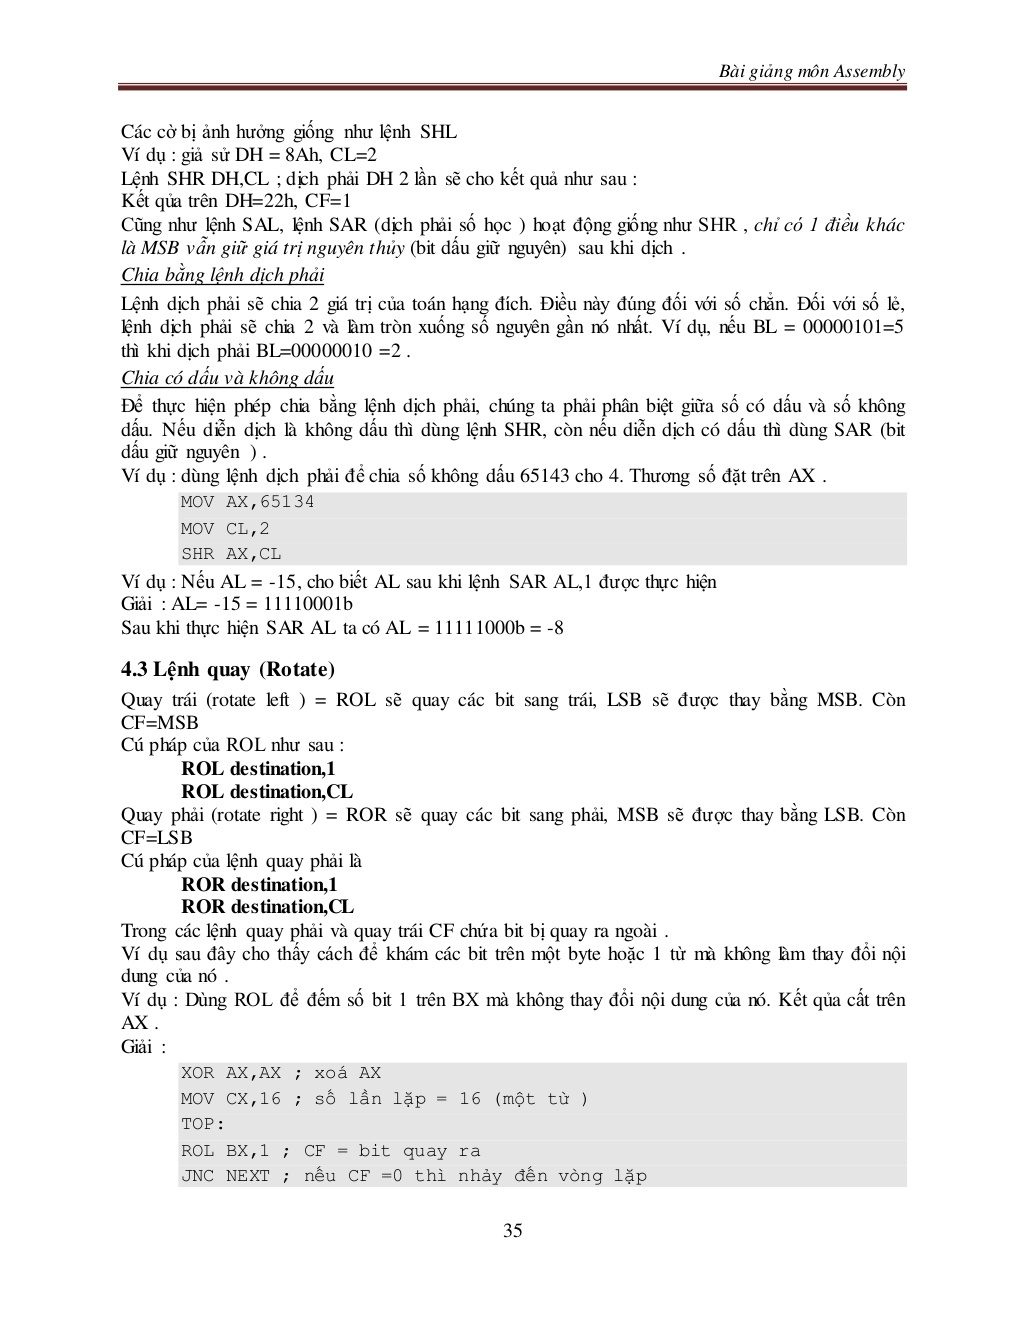 Bài giảng môn Assembly
Các cờ bị ảnh hưởng giống như lệnh SHL
Ví dụ : giả sử DH = 8Ah, CL=2
Lệnh SHR DH,CL ; dịch phải DH 2 lần sẽ cho kết quả như sau :
Kết qủa trên DH=22h, CF=1
Cũng như lệnh SAL, lệnh SAR (dịch phải số học ) hoạt động giống như SHR , chỉ có 1 điều khác
là MSB vẫn giữ giá trị nguyên thủy (bit dấu giữ nguyên) sau khi dịch .
Chia bằng lệnh dịch phải
Lệnh dịch phải sẽ chia 2 giá trị của toán hạng đích. Điều này đúng đối với số chẳn. Đối với số lẻ,
lệnh dịch phải sẽ chia 2 và làm tròn xuống số nguyên gần nó nhất. Ví dụ, nếu BL = 00000101=5
thì khi dịch phải BL=00000010 =2 .
Chia có dấu và không dấu
Để thực hiện phép chia bằng lệnh dịch phải, chúng ta phải phân biệt giữa số có dấu và số không
dấu. Nếu diễn dịch là không dấu thì dùng lệnh SHR, còn nếu diễn dịch có dấu thì dùng SAR (bit
dấu giữ nguyên ) .
Ví dụ : dùng lệnh dịch phải để chia số không dấu 65143 cho 4. Thương số đặt trên AX .
MOV AX,65134
MOV CL,2
SHR AX,CL
Ví dụ : Nếu AL = -15, cho biết AL sau khi lệnh SAR AL,1 được thực hiện
Giải : AL= -15 = 11110001b
Sau khi thực hiện SAR AL ta có AL = 11111000b = -8
4.3 Lệnh quay (Rotate)
Quay trái (rotate left ) = ROL sẽ quay các bit sang trái, LSB sẽ được thay bằng MSB. Còn
CF=MSB
Cú pháp của ROL như sau :
ROL destination,1
ROL destination,CL
Quay phải (rotate right ) = ROR sẽ quay các bit sang phải, MSB sẽ được thay bằng LSB. Còn
CF=LSB
Cú pháp của lệnh quay phải là
ROR destination,1
ROR destination,CL
Trong các lệnh quay phải và quay trái CF chứa bit bị quay ra ngoài .
Ví dụ sau đây cho thấy cách để khám các bit trên một byte hoặc 1 từ mà không làm thay đổi nội
dung của nó .
Ví dụ : Dùng ROL để đếm số bit 1 trên BX mà không thay đổi nội dung của nó. Kết qủa cất trên
AX .
Giải :
XOR AX,AX ; xoá AX
MOV CX,16 ; số lần lặp = 16 (một từ )
TOP:
ROL BX,1 ; CF = bit quay ra
JNC NEXT ; nếu CF =0 thì nhảy đến vòng lặp
35